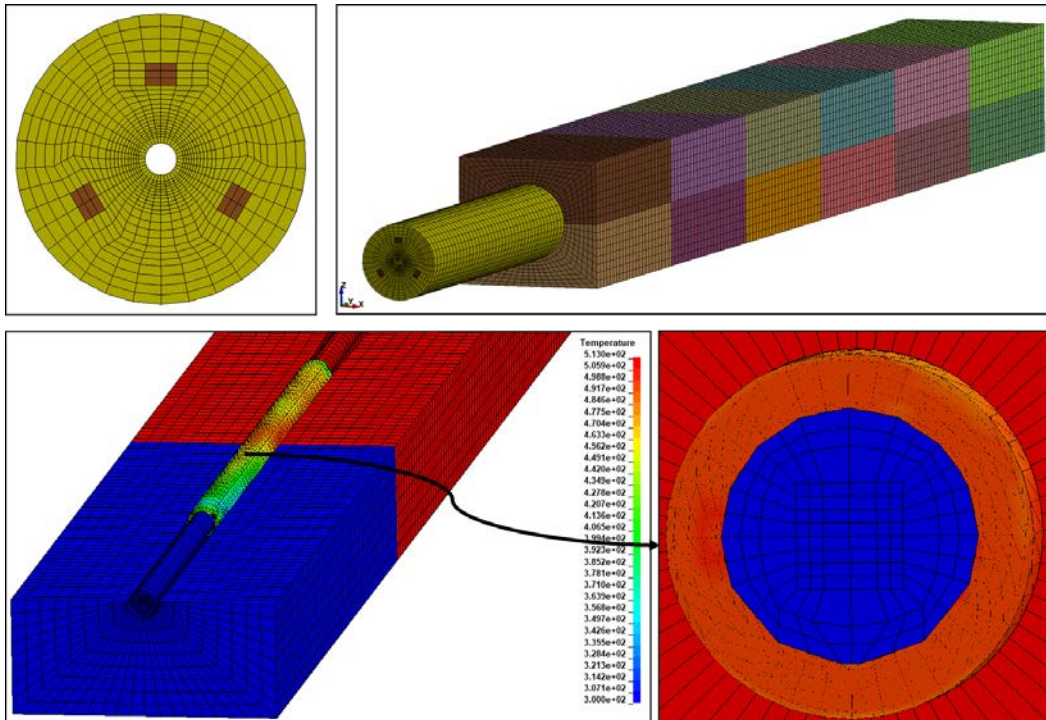 Z
Y
X
Temperature
5.130e+02
5.059e+02
4.988e+02
4.917e+02
4.846e+02
4.775e+02
4.704e+02
4.633e+02
4.562e+02
4.491e+02
4.420e+02
4.349e+02
4.278e+02
4.207e+02
4.136e+02
4.065e+02
3.994e+02
3.923e+02
3.852e+02
3.781e+02
3.710e+02
3.639e+02
3.568e+02
3.497e+02
3.426e+02
3.355e+02
3.284e+02
3.213e+02
3.142e+02
3.071e+02
3.000e+02